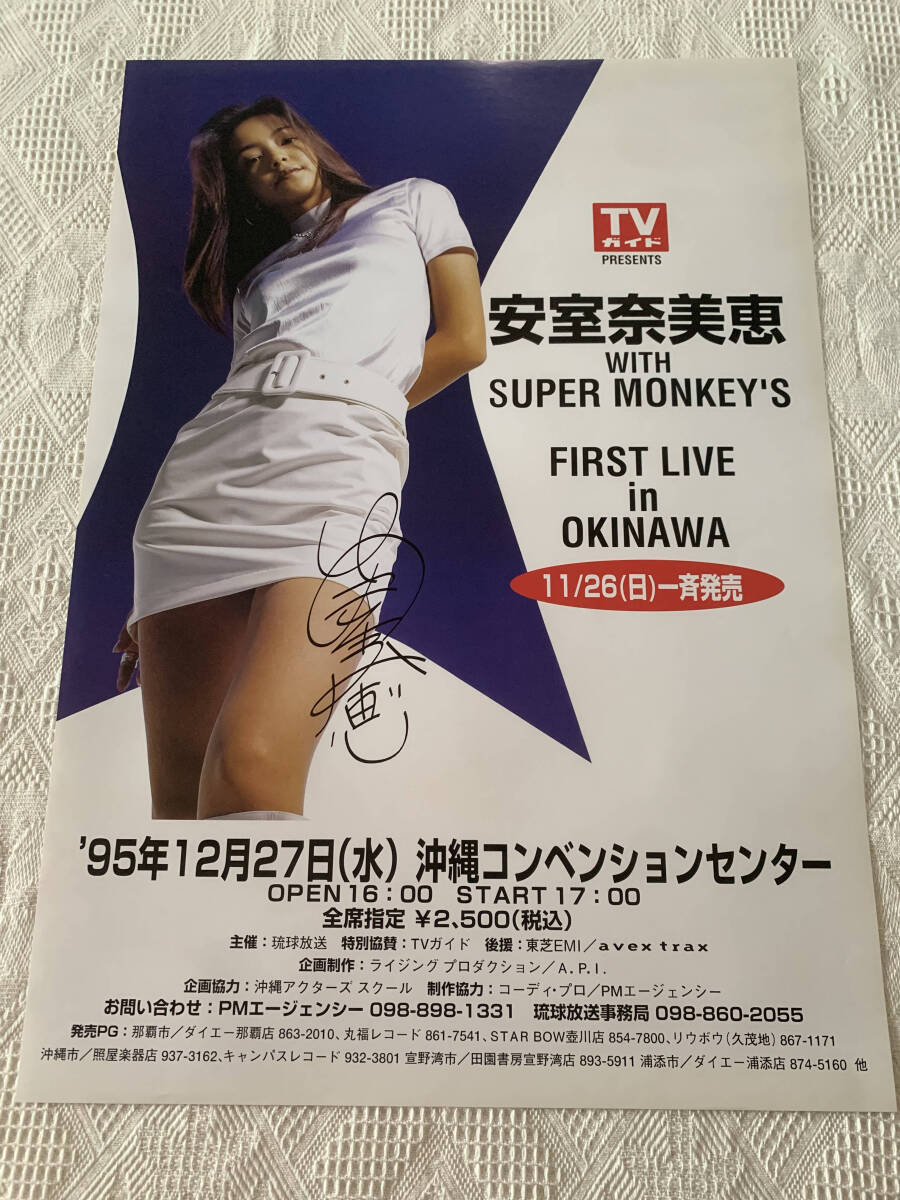 TV
ガイド
PRESENTS
安室奈美恵
WITH
SUPER MONKEY'S
FIRST LIVE
in
OKINAWA
11/26(日)一斉発売
安室奈美恵
'95年12月27日(水) 沖縄コンベンションセンター
OPEN 16:00 START 17:00
全席指定 ¥2,500(税込)
主催:琉球放送 特別協賛:TVガイド 後援:東芝EMI/avex trax
企画制作:ライジング プロダクション/A.P.I.
企画協力:沖縄アクターズ スクール 制作協力:コーディ・プロ/PMエージェンシー
お問い合わせ:PMエージェンシー 098-898-1331 琉球放送事務局 098-860-2055
発売PG:那覇市/ダイエー那覇店 863-2010、丸福レコード 861-7541、STAR BOW壺川店 854-7800、リウボウ(久茂地) 867-1171
沖縄市/照屋楽器店 937-3162、キャンパスレコード 932-3801 宜野湾市/田園書房宜野湾店 893-5911 浦添市/ダイエー浦添店 874-5160 他